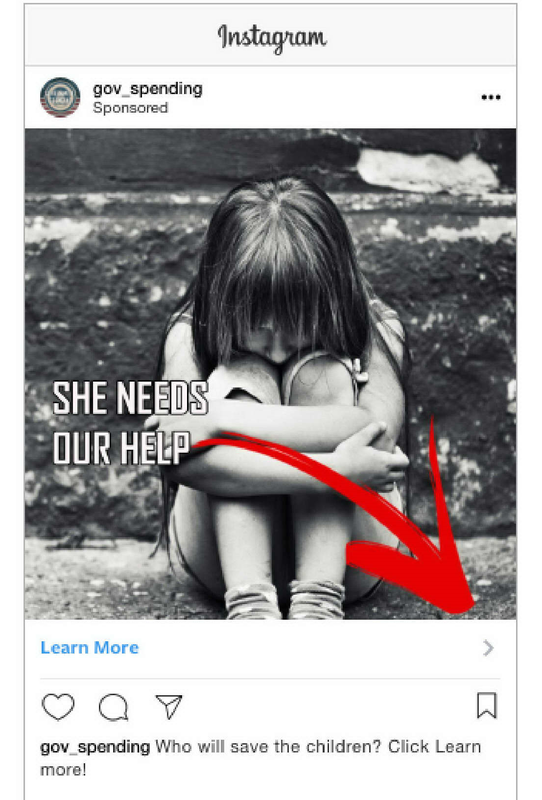 Instagram
gov_spending
Sponsored
SHE NEEDS
OUR HELP
Learn More
gov_spending Who will save the children? Click Learn
more!